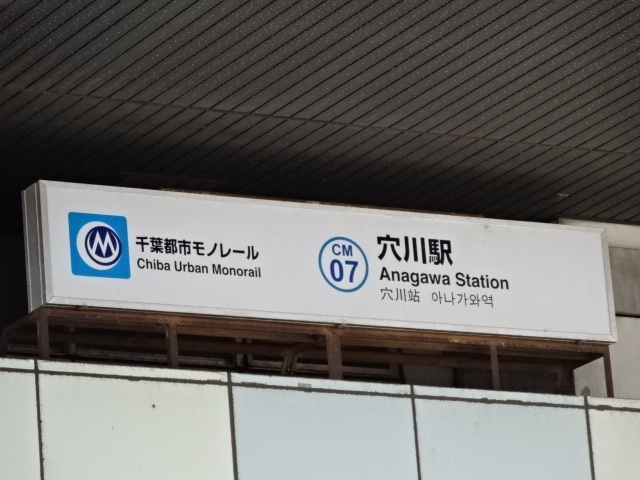 千葉都市モノレール
Chiba Urban Monorail
CM
07
穴川駅
Anagawa Station
穴川站 아나가와역